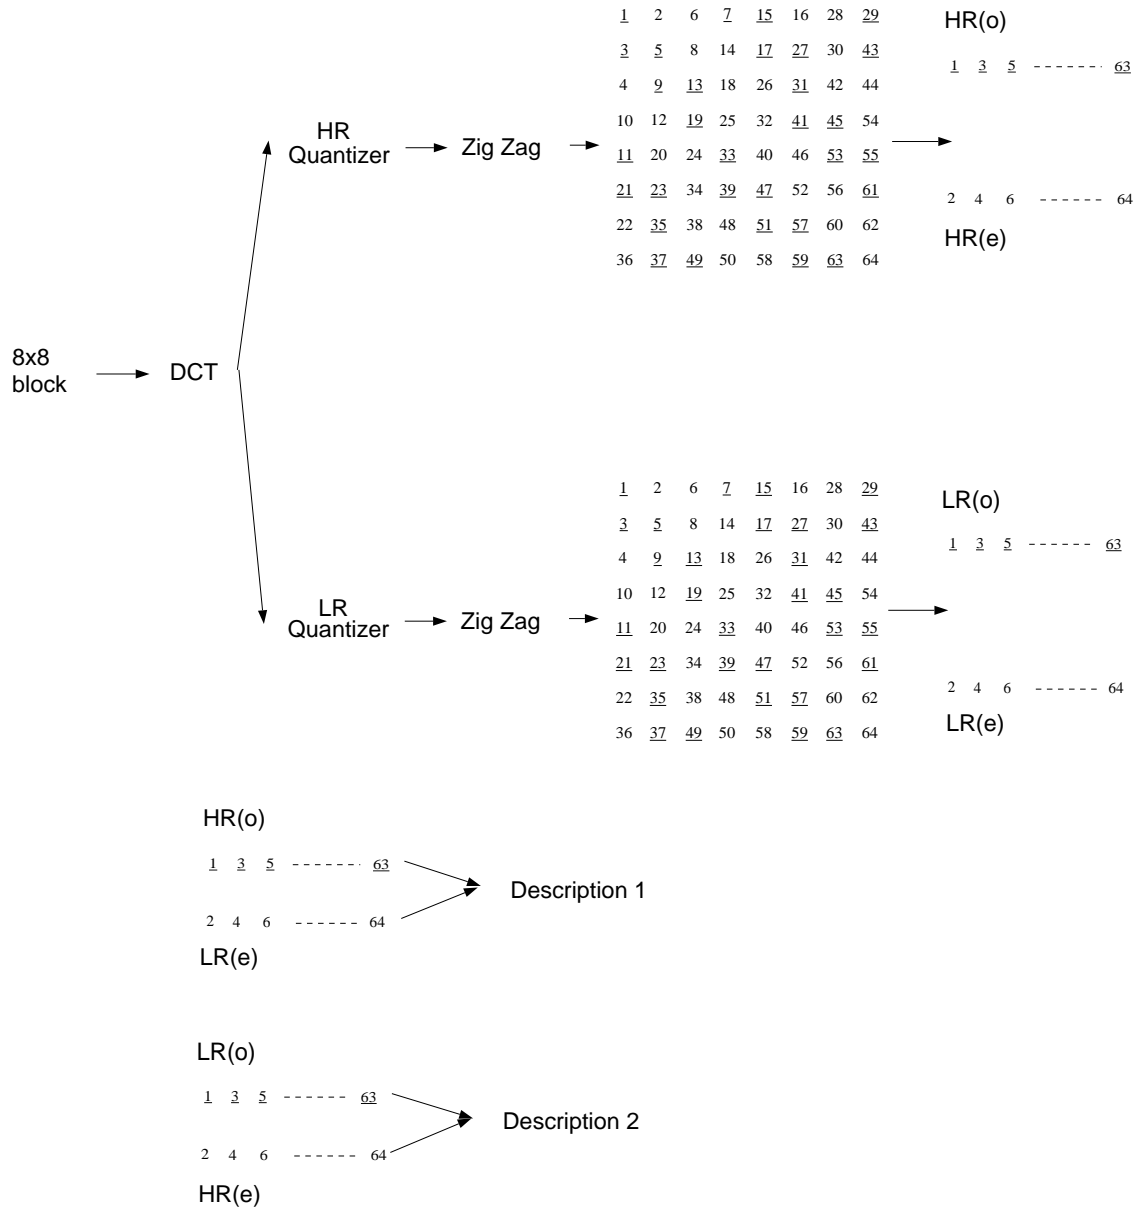 1 2 6 7 15 16 28 29
3 5 8 14 17 27 30 43
4 9 13 18 26 31 42 44
10 12 19 25 32 41 45 54
11 20 24 33 40 46 53 55
21 23 34 39 47 52 56 61
22 35 38 48 51 57 60 62
36 37 49 50 58 59 63 64
HR(o)
1 3 5 ------- 63
2 4 6 ------ 64
HR(e)
HR
Quantizer
Zig Zag
8x8
block
DCT
LR
Quantizer
Zig Zag
1 2 6 7 15 16 28 29
3 5 8 14 17 27 30 43
4 9 13 18 26 31 42 44
10 12 19 25 32 41 45 54
11 20 24 33 40 46 53 55
21 23 34 39 47 52 56 61
22 35 38 48 51 57 60 62
36 37 49 50 58 59 63 64
LR(o)
1 3 5 ------- 63
2 4 6 ------ 64
LR(e)
HR(o)
1 3 5 ------- 63
Description 1
2 4 6 ------ 64
LR(e)
LR(o)
1 3 5 ------ 63
Description 2
2 4 6 ------ 64
HR(e)